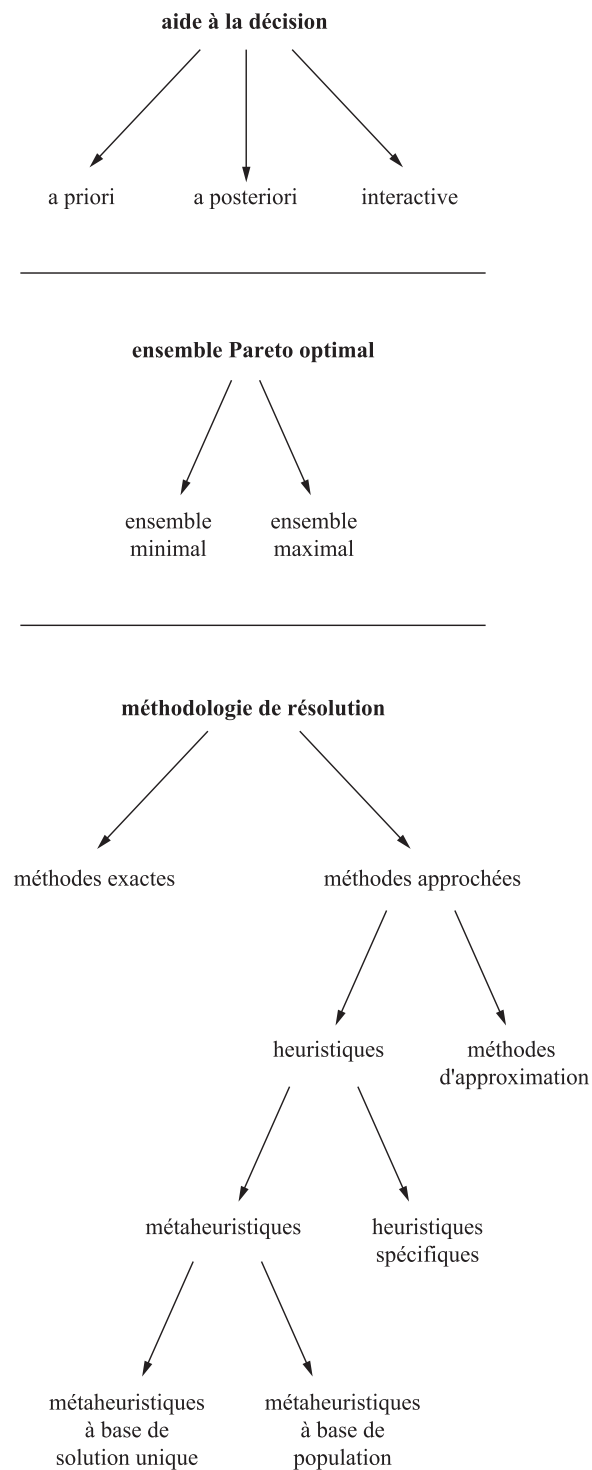 aide à la décision
a priori
a posteriori
interactive
ensemble Pareto optimal
ensemble
minimal
ensemble
maximal
méthodologie de résolution
méthodes exactes
méthodes approchées
heuristiques
méthodes
d'approximation
métaheuristiques
heuristiques
spécifiques
métaheuristiques
à base de
solution unique
métaheuristiques
à base de
population